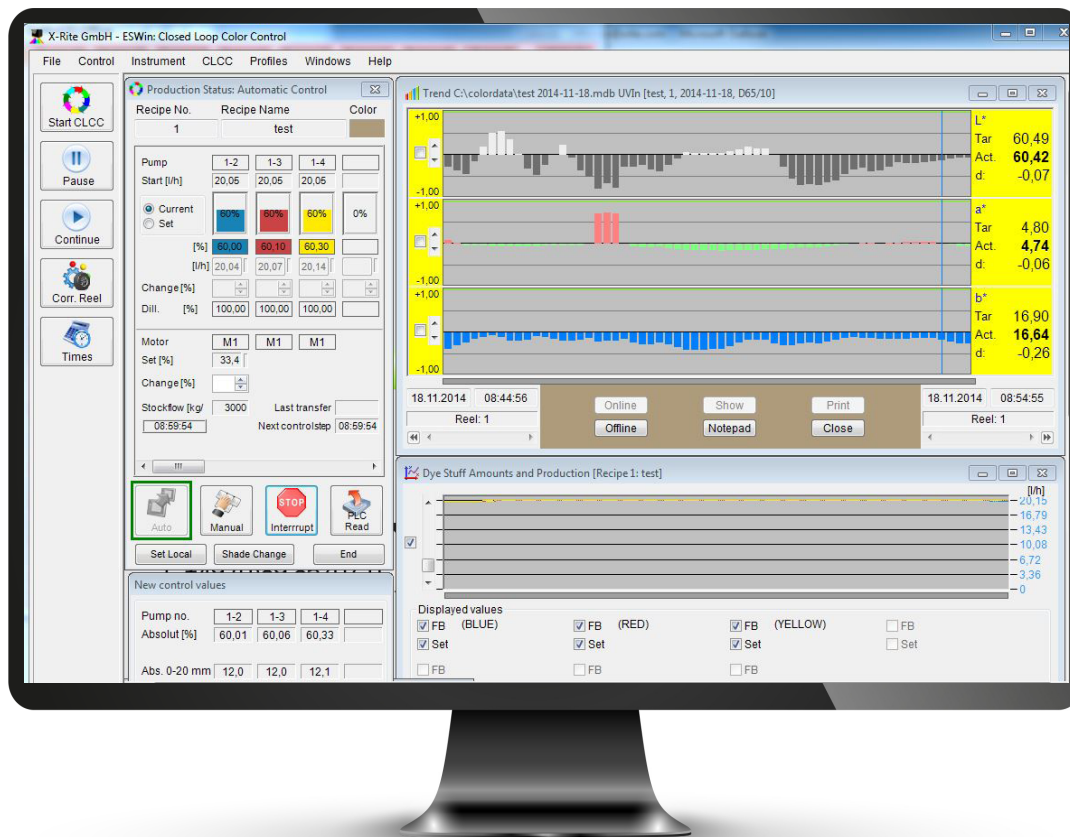 X-Rite GmbH - ESWin: Closed Loop Color Control
File Control Instrument CLCC Profiles Windows Help
Start CLCC
Pause
Continue
Corr. Reel
Times
Production Status: Automatic Control
Recipe No. Recipe Name Color
1 test
Pump 1-2 1-3 1-4
Start [l/h] 20,05 20,05 20,05
Current
Set
60% 60% 60% 0%
[%] 60,00 60,10 60,30
[l/h] 20,04 20,07 20,14
Change[%]
Dill. [%] 100,00 100,00 100,00
Motor M1 M1 M1
Set [%] 33,4
Change[%]
Stockflow [kg/ 3000 Last transfer
08:59:54 Next controlstep 08:59:54
Auto
Manual
STOP
Interrrupt
PLC
Read
Set Local Shade Change End
New control values
Pump no. 1-2 1-3 1-4
Absolut [%] 60,01 60,06 60,33
Abs. 0-20 mm 12,0 12,0 12,1
Trend C:\colordata\test 2014-11-18.mdb UVIn [test, 1, 2014-11-18, D65/10]
+1,00
-1,00
L*
Tar 60,49
Act. 60,42
d: -0,07
+1,00
-1,00
a*
Tar 4,80
Act. 4,74
d: -0,06
+1,00
-1,00
b*
Tar 16,90
Act. 16,64
d: -0,26
18.11.2014 08:44:56
Reel: 1
Online Show Print
Offline Notepad Close
18.11.2014 08:54:55
Reel: 1
Dye Stuff Amounts and Production [Recipe 1: test]
[l/h]
20,15
16,79
13,43
10,08
6,72
3,36
0
Displayed values
FB (BLUE) FB (RED) FB (YELLOW) FB
Set Set Set Set
FB FB FB